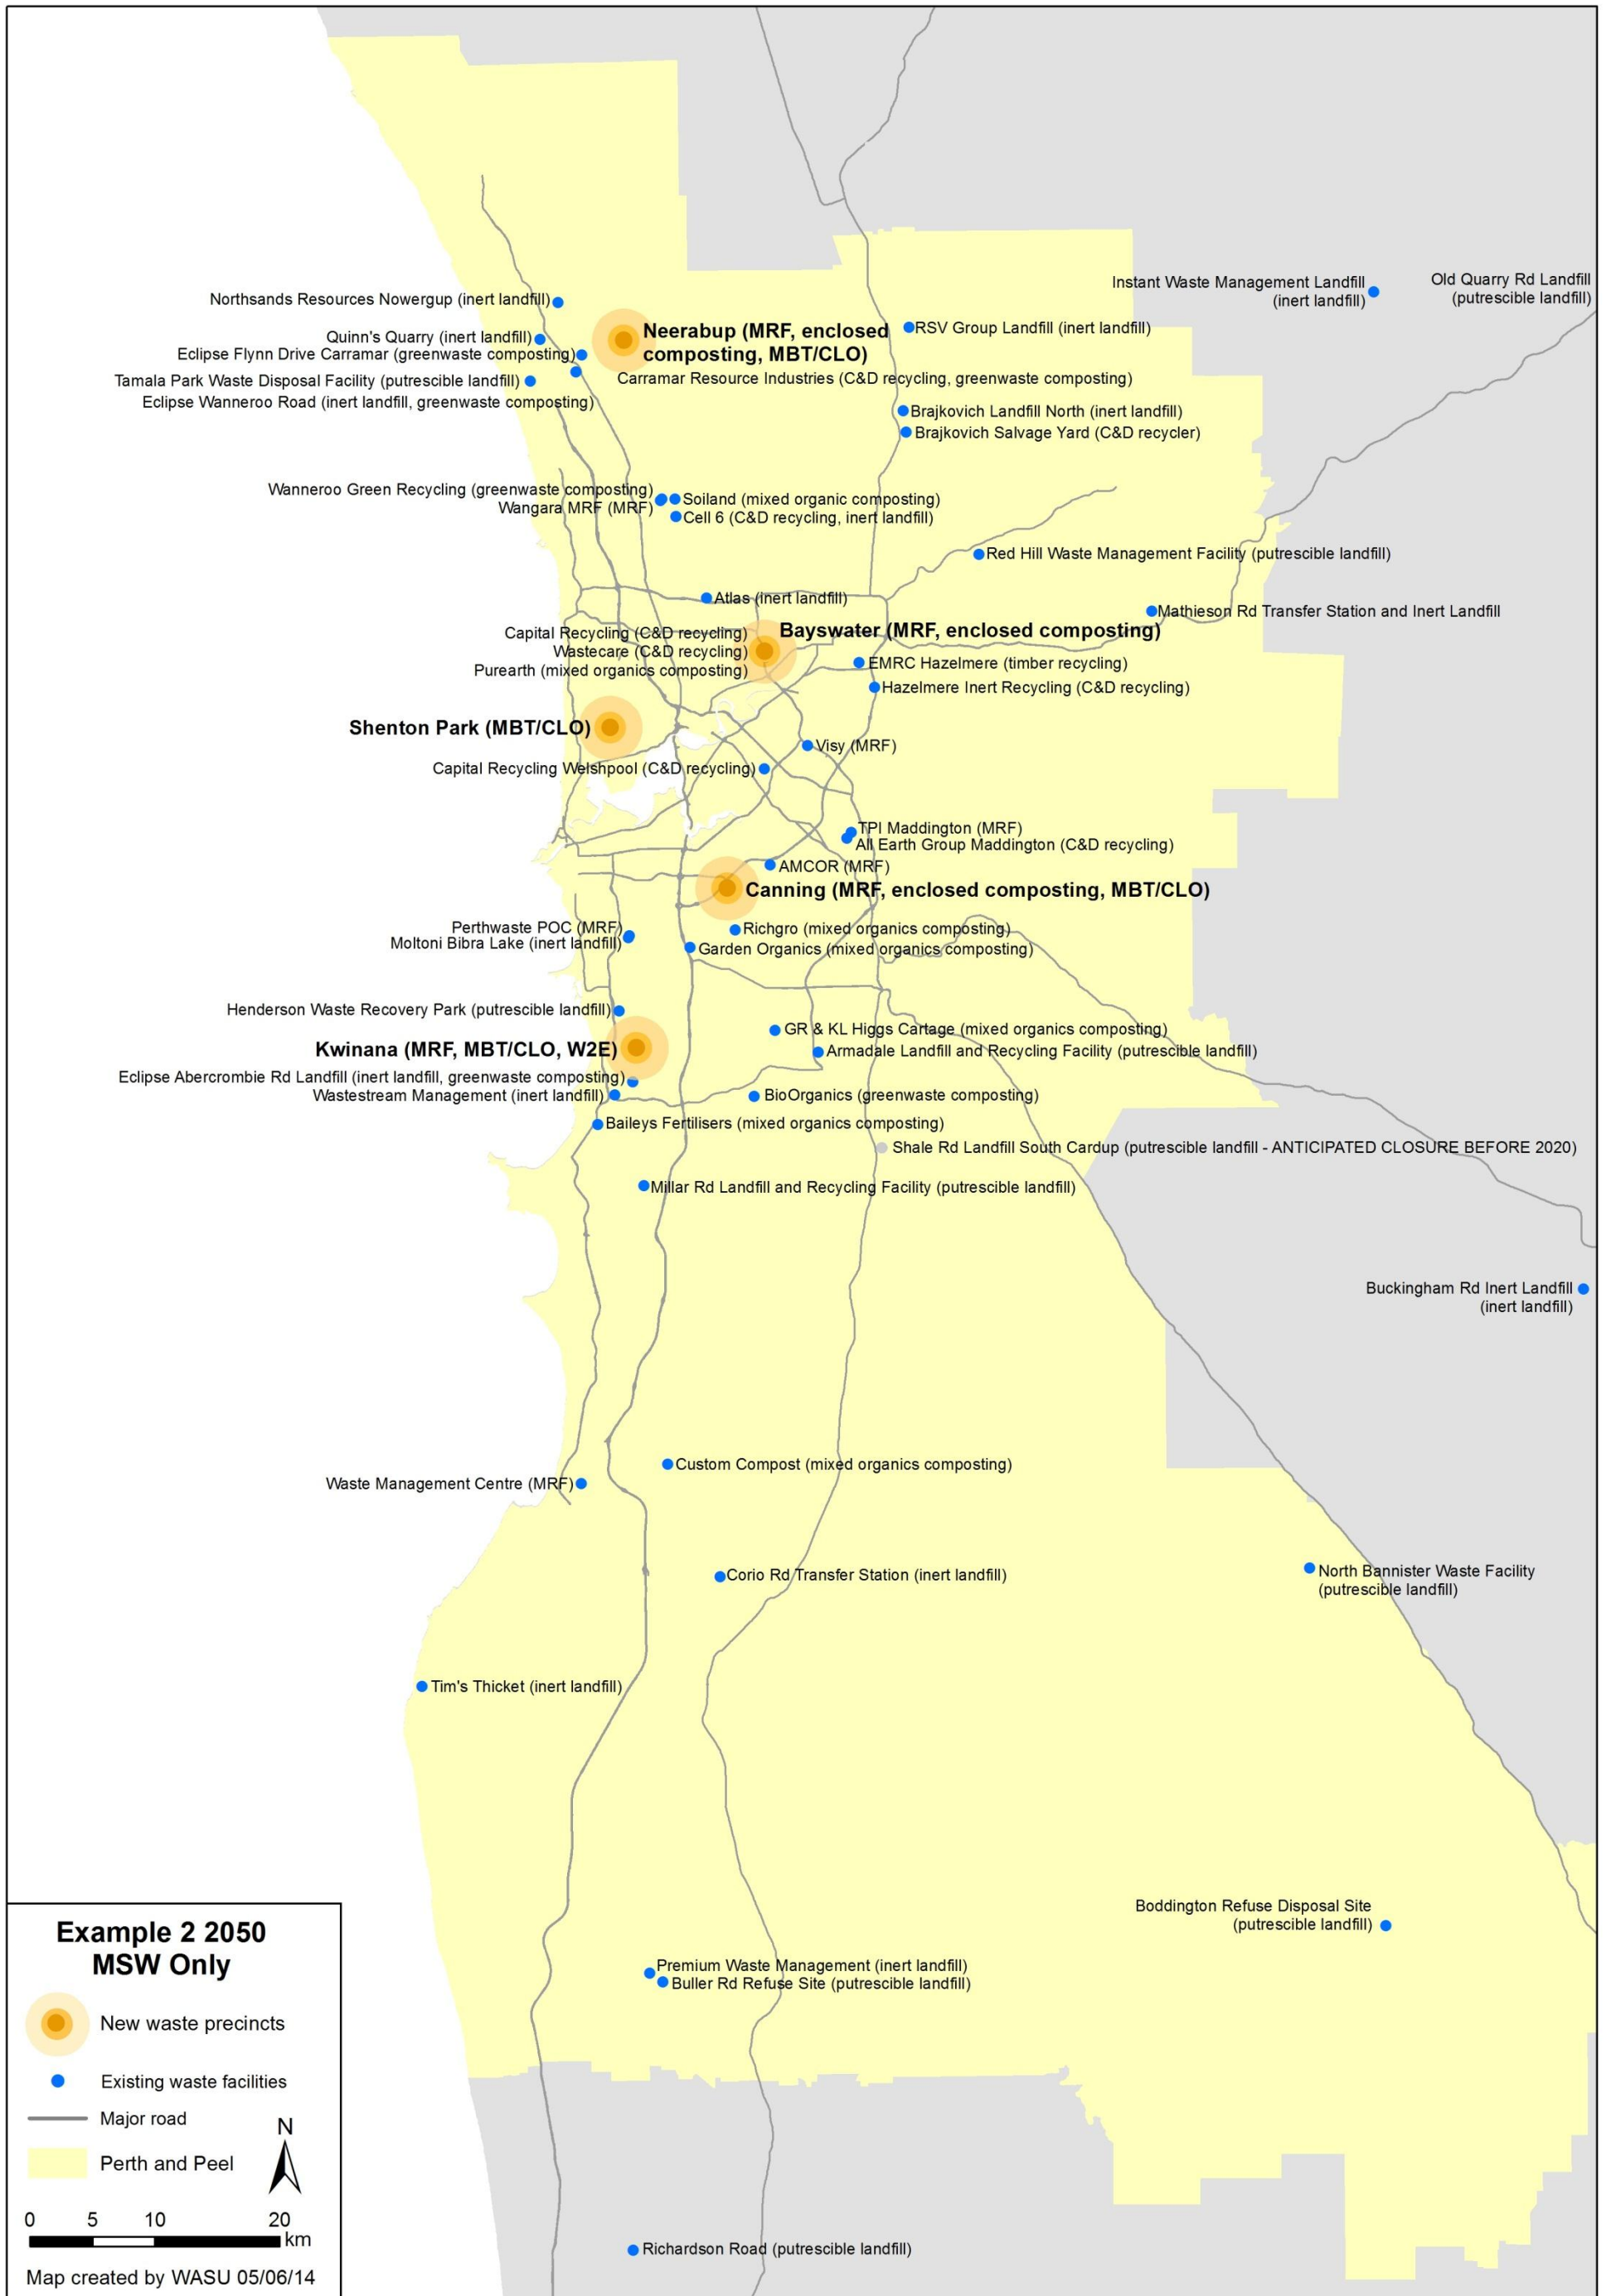 Instant Waste Management Landfill
(inert landfill)
Old Quarry Rd Landfill
(putrescible landfill)
Northsands Resources Nowergup (inert landfill)
Neerabup (MRF, enclosed
composting, MBT/CLO)
RSV Group Landfill (inert landfill)
Quinn's Quarry (inert landfill)
Eclipse Flynn Drive Carramar (greenwaste composting)
Carramar Resource Industries (C&D recycling, greenwaste composting)
Tamala Park Waste Disposal Facility (putrescible landfill)
Eclipse Wanneroo Road (inert landfill, greenwaste composting)
Brajkovich Landfill North (inert landfill)
Brajkovich Salvage Yard (C&D recycler)
Wanneroo Green Recycling (greenwaste composting)
Wangara MRF (MRF)
Soiland (mixed organic composting)
Cell 6 (C&D recycling, inert landfill)
Red Hill Waste Management Facility (putrescible landfill)
Atlas (inert landfill)
Mathieson Rd Transfer Station and Inert Landfill
Capital Recycling (C&D recycling)
Wastecare (C&D recycling)
Purearth (mixed organics composting)
Bayswater (MRF, enclosed composting)
EMRC Hazelmere (timber recycling)
Hazelmere Inert Recycling (C&D recycling)
Shenton Park (MBT/CLO)
Visy (MRF)
Capital Recycling Welshpool (C&D recycling)
TPI Maddington (MRF)
All Earth Group Maddington (C&D recycling)
AMCOR (MRF)
Canning (MRF, enclosed composting, MBT/CLO)
Perthwaste POC (MRF)
Moltoni Bibra Lake (inert landfill)
Richgro (mixed organics composting)
Garden Organics (mixed organics composting)
Henderson Waste Recovery Park (putrescible landfill)
GR & KL Higgs Cartage (mixed organics composting)
Kwinana (MRF, MBT/CLO, W2E)
Armadale Landfill and Recycling Facility (putrescible landfill)
Eclipse Abercrombie Rd Landfill (inert landfill, greenwaste composting)
Wastestream Management (inert landfill)
BioOrganics (greenwaste composting)
Baileys Fertilisers (mixed organics composting)
Shale Rd Landfill South Cardup (putrescible landfill - ANTICIPATED CLOSURE BEFORE 2020)
Millar Rd Landfill and Recycling Facility (putrescible landfill)
Buckingham Rd Inert Landfill
(inert landfill)
Custom Compost (mixed organics composting)
Waste Management Centre (MRF)
Corio Rd Transfer Station (inert landfill)
North Bannister Waste Facility
(putrescible landfill)
Tim's Thicket (inert landfill)
Boddington Refuse Disposal Site
(putrescible landfill)
Premium Waste Management (inert landfill)
Buller Rd Refuse Site (putrescible landfill)
Richardson Road (putrescible landfill)
Example 2 2050
MSW Only
New waste precincts
Existing waste facilities
Major road
N
Perth and Peel
0 5 10 20
km
Map created by WASU 05/06/14